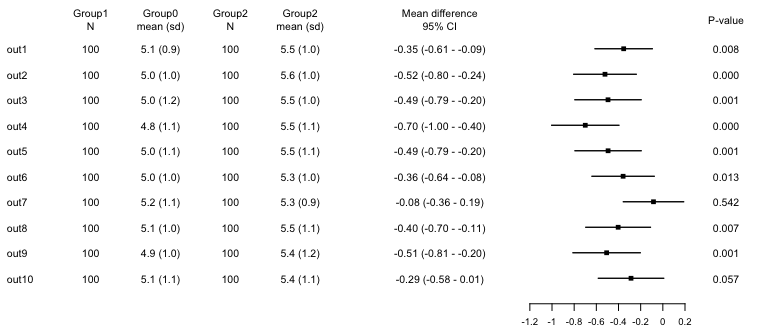 Group1 Group0 Group2 Group2 Mean difference
N mean (sd) N mean (sd) 95% CI P-value
out1 100 5.1 (0.9) 100 5.5 (1.0) -0.35 (-0.61 - -0.09) 0.008
out2 100 5.0 (1.0) 100 5.6 (1.0) -0.52 (-0.80 - -0.24) 0.000
out3 100 5.0 (1.2) 100 5.5 (1.0) -0.49 (-0.79 - -0.20) 0.001
out4 100 4.8 (1.1) 100 5.5 (1.1) -0.70 (-1.00 - -0.40) 0.000
out5 100 5.0 (1.1) 100 5.5 (1.1) -0.49 (-0.79 - -0.20) 0.001
out6 100 5.0 (1.0) 100 5.3 (1.0) -0.36 (-0.64 - -0.08) 0.013
out7 100 5.2 (1.1) 100 5.3 (0.9) -0.08 (-0.36 - 0.19) 0.542
out8 100 5.1 (1.0) 100 5.5 (1.1) -0.40 (-0.70 - -0.11) 0.007
out9 100 4.9 (1.0) 100 5.4 (1.2) -0.51 (-0.81 - -0.20) 0.001
out10 100 5.1 (1.1) 100 5.4 (1.1) -0.29 (-0.58 - 0.01) 0.057
-1.2 -1 -0.8 -0.6 -0.4 -0.2 0 0.2